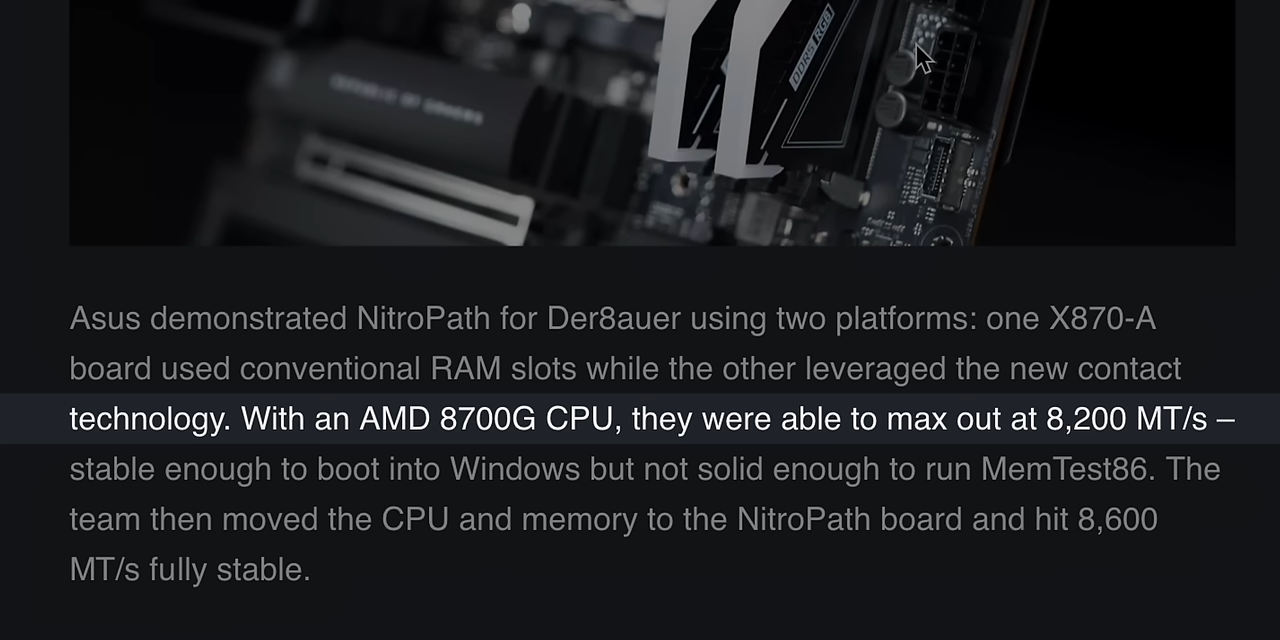 DDR5 RGB
REPUBLIC OF GAMERS
Asus demonstrated NitroPath for Der8auer using two platforms: one X870-A
board used conventional RAM slots while the other leveraged the new contact
technology. With an AMD 8700G CPU, they were able to max out at 8,200 MT/s –
stable enough to boot into Windows but not solid enough to run MemTest86. The
team then moved the CPU and memory to the NitroPath board and hit 8,600
MT/s fully stable.